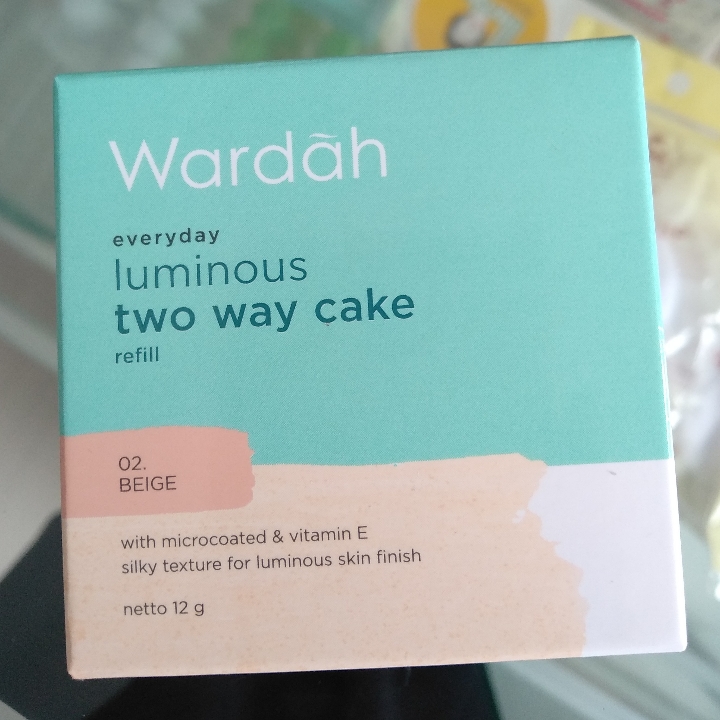 Wardah
everyday
luminous
two way cake
refill
02.
BEIGE
with microcoated & vitamin E
silky texture for luminous skin finish
netto 12 g